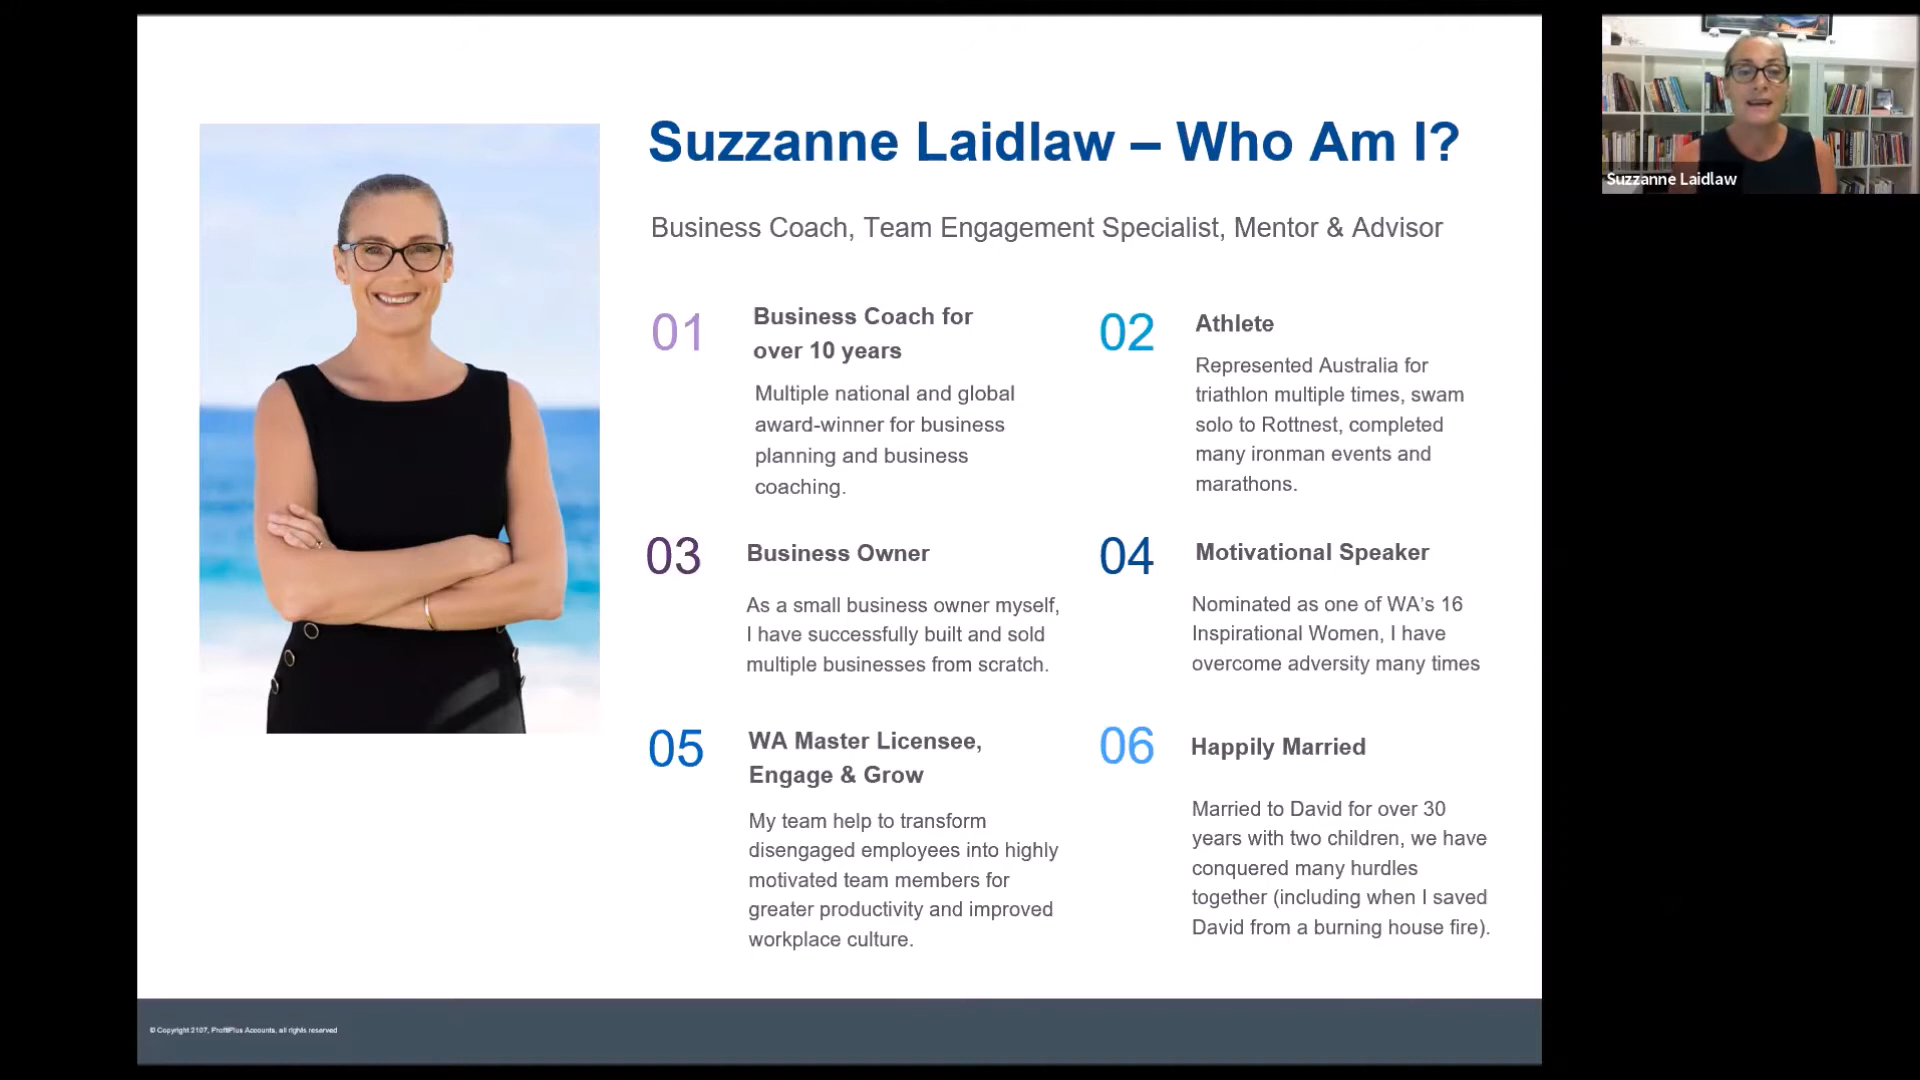 Suzzanne Laidlaw – Who Am I?
Business Coach, Team Engagement Specialist, Mentor & Advisor
01
Business Coach for
over 10 years
Multiple national and global
award-winner for business
planning and business
coaching.
02
Athlete
Represented Australia for
triathlon multiple times, swam
solo to Rottnest, completed
many ironman events and
marathons.
03
Business Owner
As a small business owner myself,
I have successfully built and sold
multiple businesses from scratch.
04
Motivational Speaker
Nominated as one of WA’s 16
Inspirational Women, I have
overcome adversity many times
05
WA Master Licensee,
Engage & Grow
My team help to transform
disengaged employees into highly
motivated team members for
greater productivity and improved
workplace culture.
06
Happily Married
Married to David for over 30
years with two children, we have
conquered many hurdles
together (including when I saved
David from a burning house fire).
© Copyright 2107, ProfitPlus Accounts, all rights reserved
Suzzanne Laidlaw